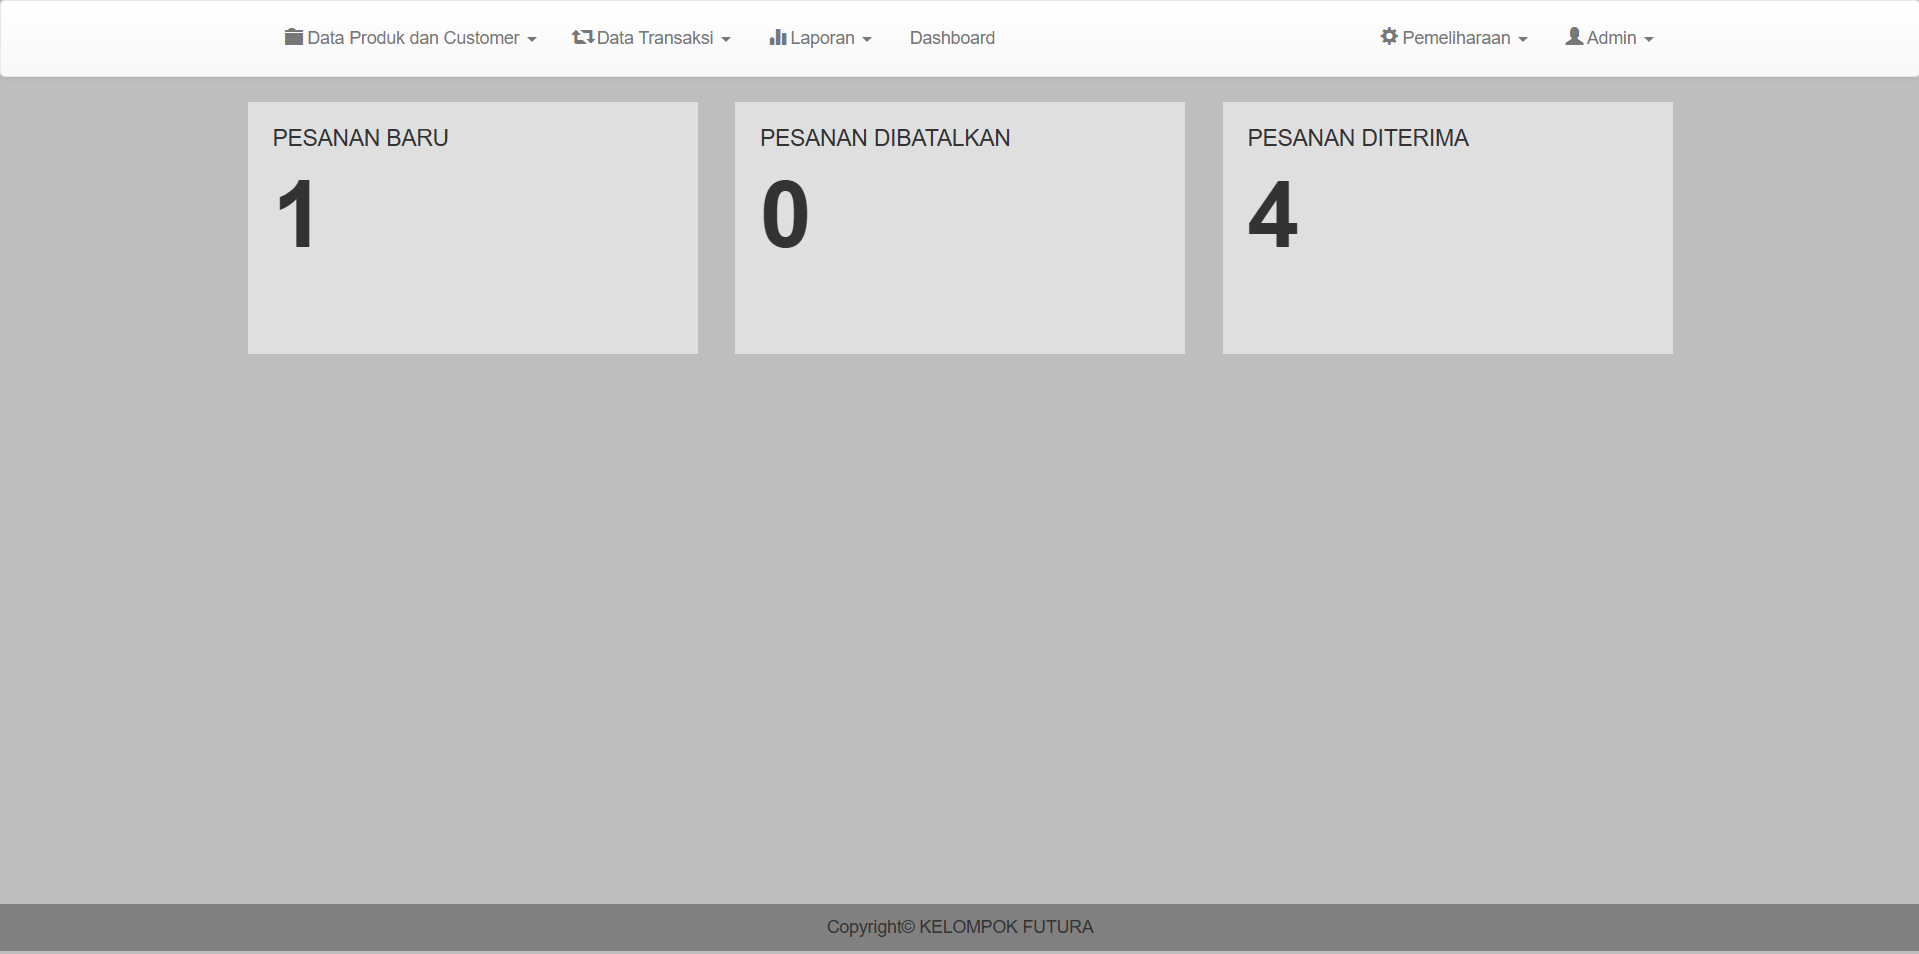 Data Produk dan Customer Data Transaksi Laporan Dashboard Pemeliharaan Admin
PESANAN BARU
1
PESANAN DIBATALKAN
0
PESANAN DITERIMA
4
Copyright© KELOMPOK FUTURA